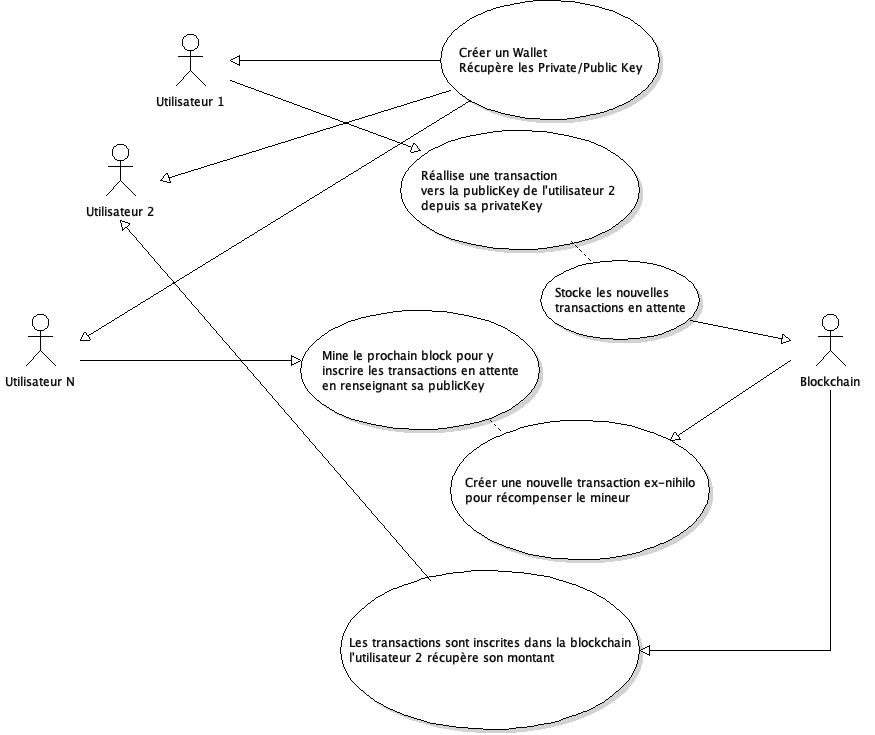 Créer un Wallet
Récupère les Private/Public Key
Utilisateur 1
Réallise une transaction
vers la publicKey de l'utilisateur 2
depuis sa privateKey
Utilisateur 2
Stocke les nouvelles
transactions en attente
Utilisateur N
Mine le prochain block pour y
inscrire les transactions en attente
en renseignant sa publicKey
Blockchain
Créer une nouvelle transaction ex-nihilo
pour récompenser le mineur
Les transactions sont inscrites dans la blockchain
l'utilisateur 2 récupère son montant